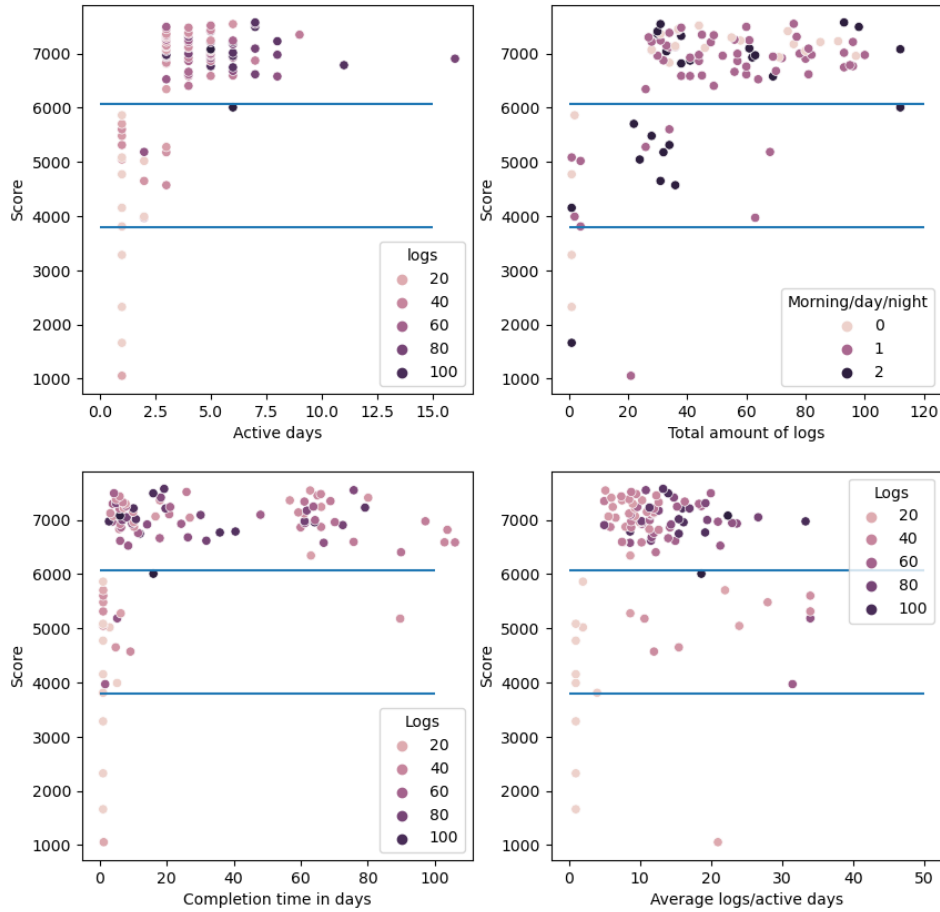 7000
6000
5000
4000
3000
2000
1000
Score
0.0 2.5 5.0 7.5 10.0 12.5 15.0
Active days
logs
20
40
60
80
100
7000
6000
5000
4000
3000
2000
1000
Score
0 20 40 60 80 100 120
Total amount of logs
Morning/day/night
0
1
2
7000
6000
5000
4000
3000
2000
1000
Score
0 20 40 60 80 100
Completion time in days
Logs
20
40
60
80
100
7000
6000
5000
4000
3000
2000
1000
Score
0 10 20 30 40 50
Average logs/active days
Logs
20
40
60
80
100